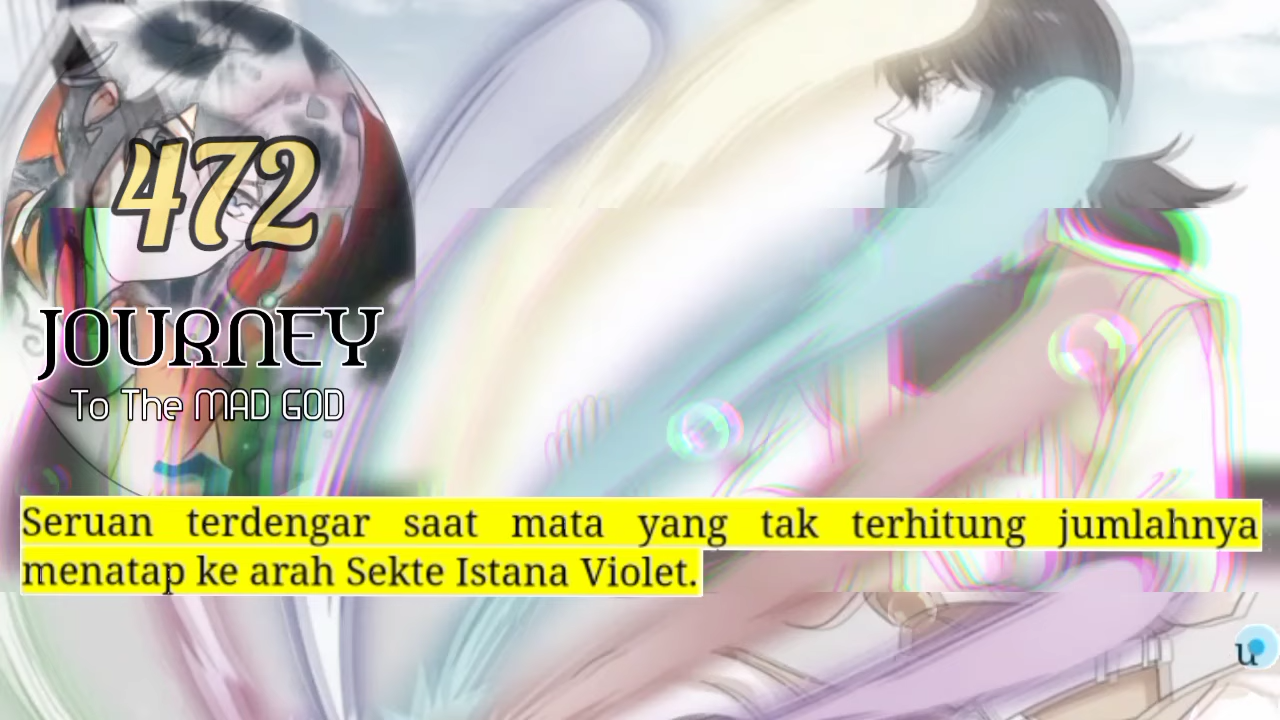 472
JOURNEY
To The MAD GOD
Seruan terdengar saat mata yang tak terhitung jumlahnya
menatap ke arah Sekte Istana Violet.
u